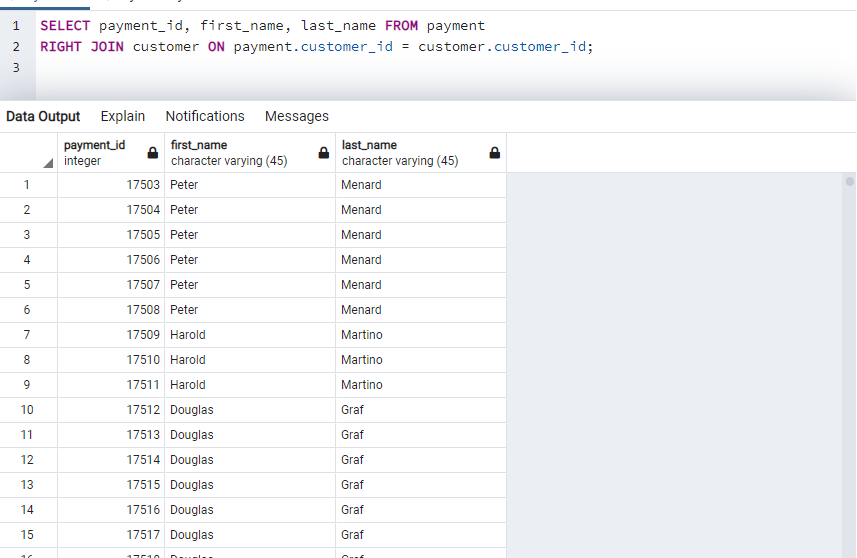 1 SELECT payment_id, first_name, last_name FROM payment
2 RIGHT JOIN customer ON payment.customer_id = customer.customer_id;
3
Data Output Explain Notifications Messages
payment_id first_name last_name
integer character varying (45) character varying (45)
1 17503 Peter Menard
2 17504 Peter Menard
3 17505 Peter Menard
4 17506 Peter Menard
5 17507 Peter Menard
6 17508 Peter Menard
7 17509 Harold Martino
8 17510 Harold Martino
9 17511 Harold Martino
10 17512 Douglas Graf
11 17513 Douglas Graf
12 17514 Douglas Graf
13 17515 Douglas Graf
14 17516 Douglas Graf
15 17517 Douglas Graf
16 17518 Douglas Graf